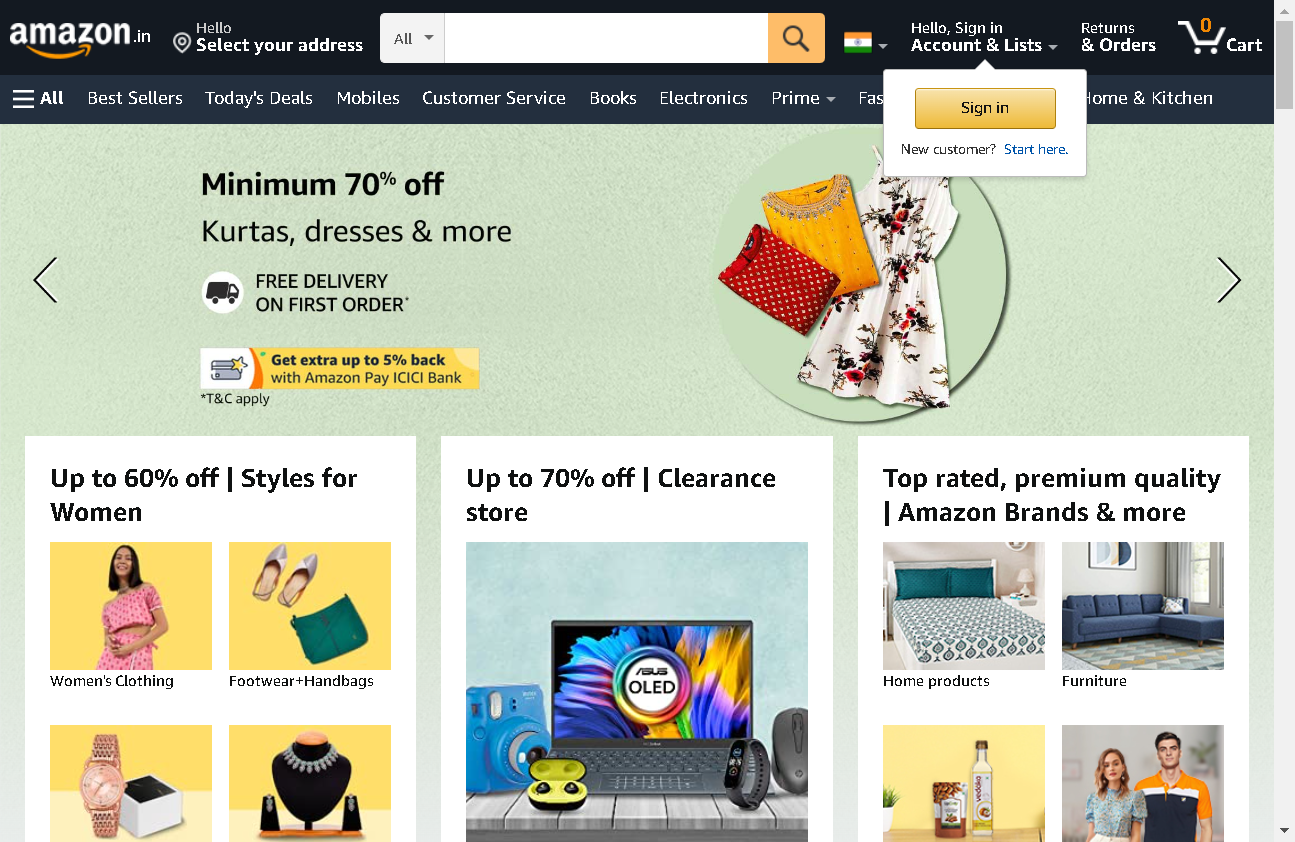 amazon.in
Hello
Select your address
All
Hello, Sign in
Account & Lists
Returns
& Orders
0
Cart
All
Best Sellers
Today's Deals
Mobiles
Customer Service
Books
Electronics
Prime
Home & Kitchen
Sign in
New customer? Start here.
Minimum 70% off
Kurtas, dresses & more
FREE DELIVERY
ON FIRST ORDER*
Get extra up to 5% back
with Amazon Pay ICICI Bank
*T&C apply
Up to 60% off | Styles for
Women
Women's Clothing
Footwear+Handbags
Up to 70% off | Clearance
store
ASUS
OLED
Top rated, premium quality
| Amazon Brands & more
Home products
Furniture
vedaka